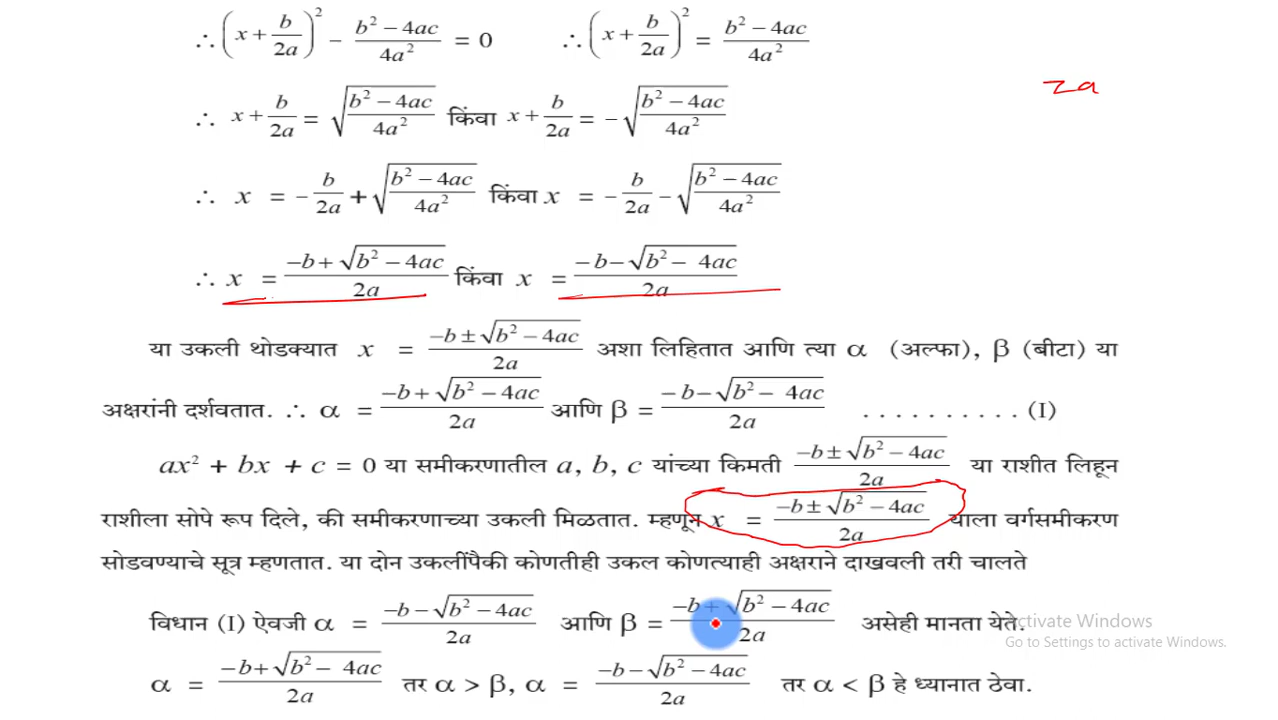 ∴ (x + b/2a)² − (b² − 4ac)/4a² = 0 ∴ (x + b/2a)² = (b² − 4ac)/4a²
2a
∴ x + b/2a = √((b² − 4ac)/4a²) किंवा x + b/2a = −√((b² − 4ac)/4a²)
∴ x = −b/2a + √((b² − 4ac)/4a²) किंवा x = −b/2a − √((b² − 4ac)/4a²)
∴ x = (−b + √(b² − 4ac))/2a किंवा x = (−b − √(b² − 4ac))/2a
या उकली थोडक्यात x = (−b ± √(b² − 4ac))/2a अशा लिहितात आणि त्या α (अल्फा), β (बीटा) या
अक्षरांनी दर्शवतात. ∴ α = (−b + √(b² − 4ac))/2a आणि β = (−b − √(b² − 4ac))/2a . . . . . . . . . . (I)
ax² + bx + c = 0 या समीकरणातील a, b, c यांच्या किमती (−b ± √(b² − 4ac))/2a या राशीत लिहून
राशीला सोपे रूप दिले, की समीकरणाच्या उकली मिळतात. म्हणून x = (−b ± √(b² − 4ac))/2a याला वर्गसमीकरण
सोडवण्याचे सूत्र म्हणतात. या दोन उकलींपैकी कोणतीही उकल कोणत्याही अक्षराने दाखवली तरी चालते
विधान (I) ऐवजी α = (−b − √(b² − 4ac))/2a आणि β = (−b + √(b² − 4ac))/2a असेही मानता येते.
Activate Windows
Go to Settings to activate Windows.
α = (−b + √(b² − 4ac))/2a तर α > β, α = (−b − √(b² − 4ac))/2a तर α < β हे ध्यानात ठेवा.